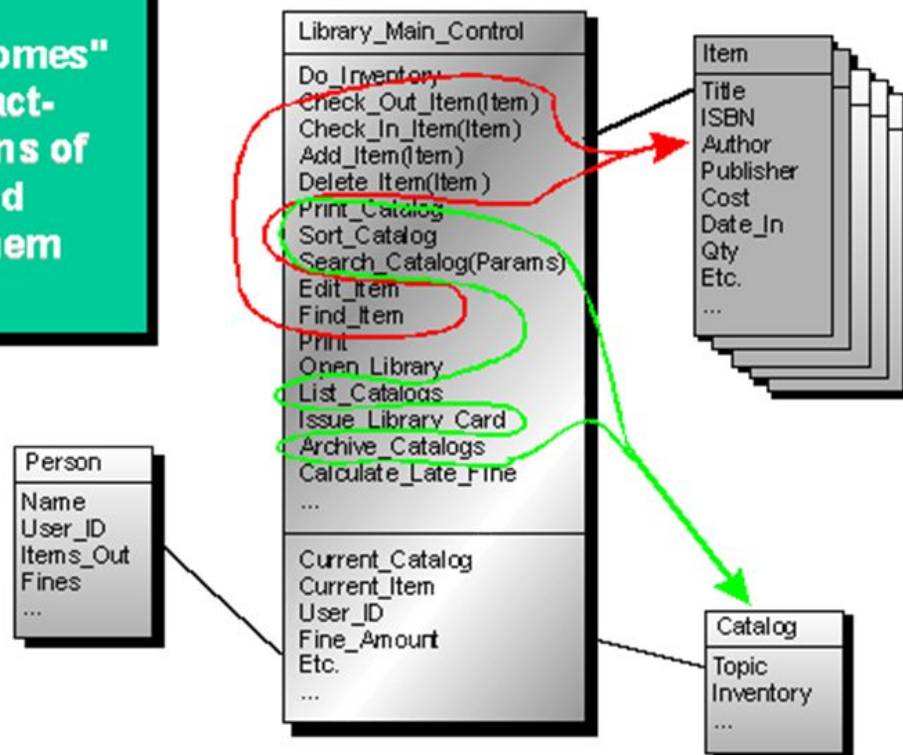 omes"
act-
ns of
d
em
Library_Main_Control
Do_Inventory
Check_Out_Item(Item)
Check_In_Item(Item)
Add_Item(Item)
Delete_Item(Item)
Print_Catalog
Sort_Catalog
Search_Catalog(Params)
Edit_Item
Find_Item
Print
Open_Library
List_Catalogs
Issue_Library_Card
Archive_Catalogs
Calculate_Late_Fine
...
Current_Catalog
Current_Item
User_ID
Fine_Amount
Etc.
...
Item
Title
ISBN
Author
Publisher
Cost
Date_In
Qty
Etc.
...
Person
Name
User_ID
Items_Out
Fines
...
Catalog
Topic
Inventory
...